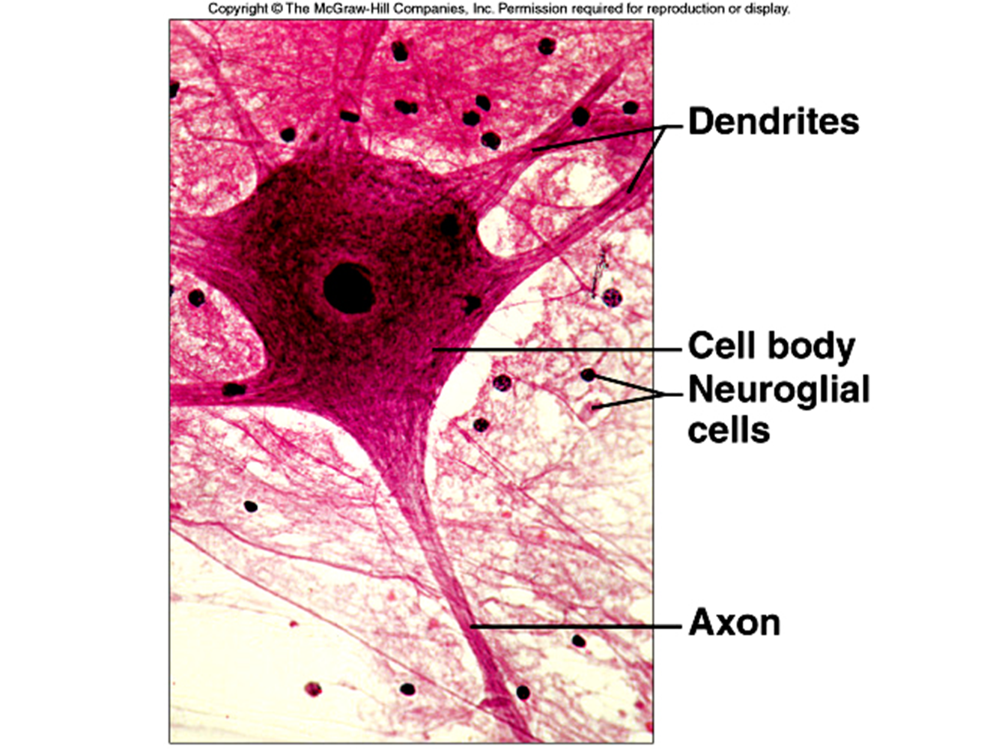 Copyright © The McGraw-Hill Companies, Inc. Permission required for reproduction or display.
Dendrites
Cell body
Neuroglial
cells
Axon